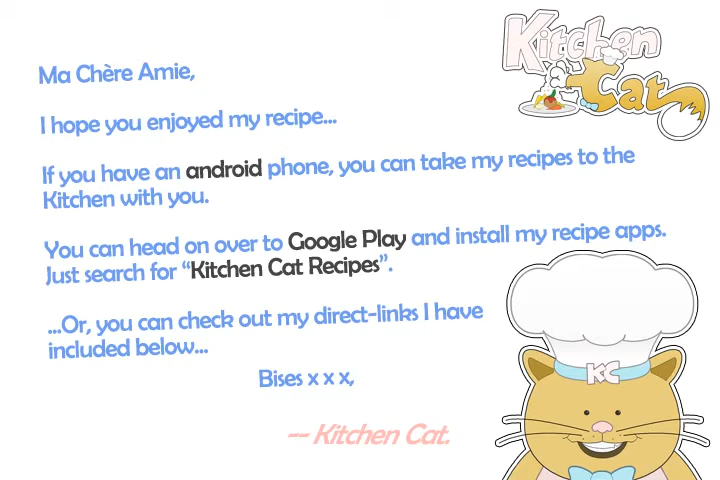 Kitchen
Cat
Ma Chère Amie,
I hope you enjoyed my recipe...
If you have an android phone, you can take my recipes to the
Kitchen with you.
You can head on over to Google Play and install my recipe apps.
Just search for “Kitchen Cat Recipes”.
...Or, you can check out my direct-links I have
included below...
Bises x x x,
-- Kitchen Cat.
KC